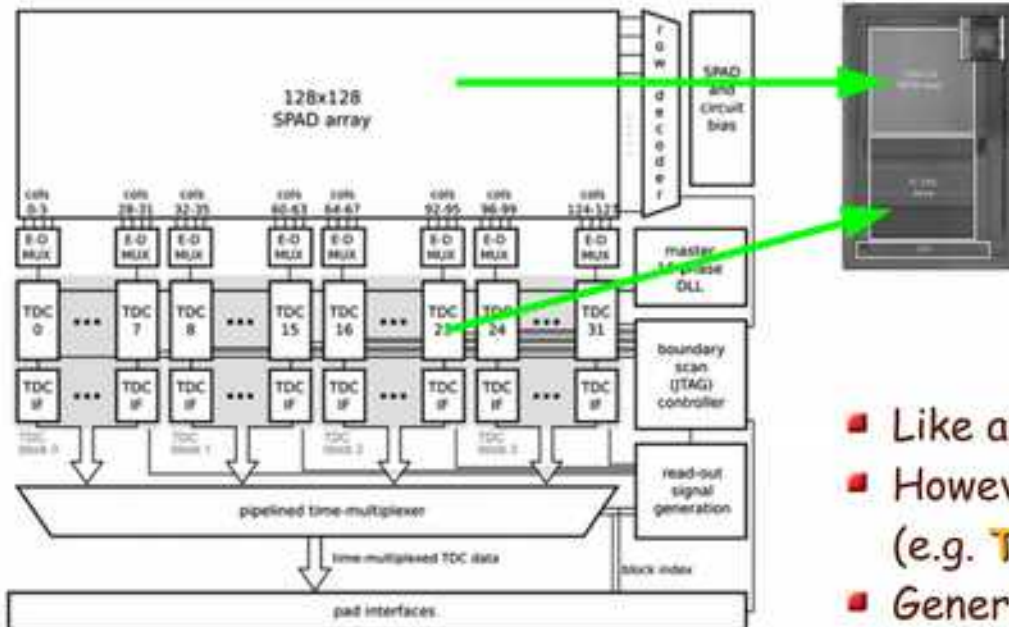 128x128
SPAD array
row decoder
SPAD
and
circuit
bias
cols
0-3
cols
28-31
cols
32-35
cols
60-63
cols
64-67
cols
92-95
cols
96-99
cols
124-127
E-D
MUX
E-D
MUX
E-D
MUX
E-D
MUX
E-D
MUX
E-D
MUX
E-D
MUX
E-D
MUX
master
DLL
TDC
0
•••
TDC
7
TDC
8
•••
TDC
15
TDC
16
•••
TDC
TDC
24
•••
TDC
31
boundary
scan
(JTAG)
controller
TDC
IF
•••
TDC
IF
TDC
IF
•••
TDC
IF
TDC
IF
•••
TDC
IF
TDC
IF
•••
TDC
IF
TDC
block 0
TDC
block 1
TDC
block 2
TDC
block 3
read-out
signal
generation
pipelined time-multiplexer
time-multiplexed TDC data
block index
pad interfaces
Like a
Howev
(e.g. T
Gener